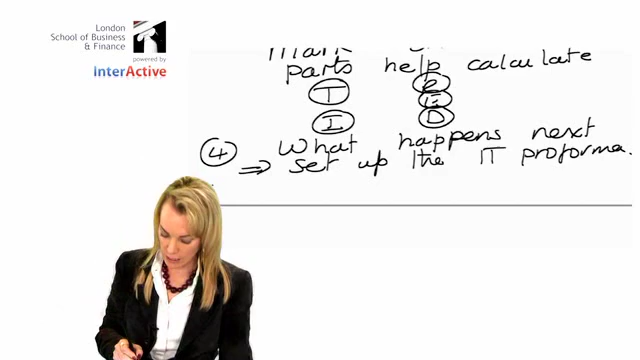 London
School of Business
& Finance
powered by
InterActive
parts help calculate
T P
I E
D
4 What happens next
⇒ set up the IT proforma.